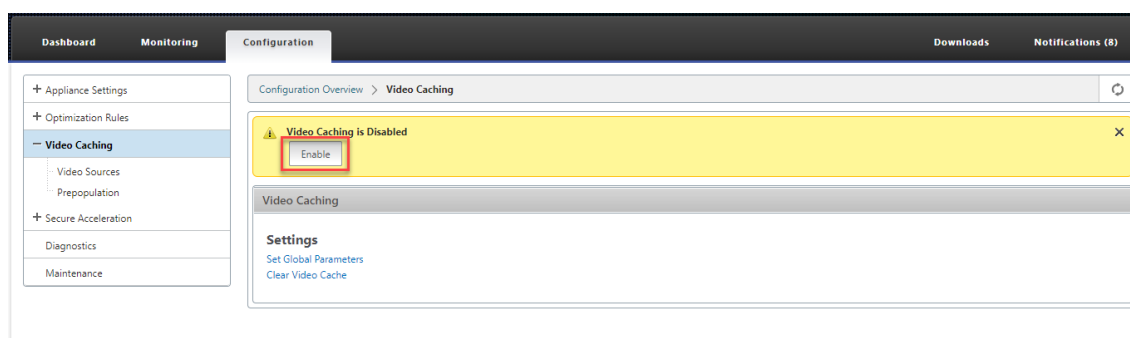 Dashboard Monitoring Configuration Downloads Notifications (8)
+ Appliance Settings
+ Optimization Rules
− Video Caching
Video Sources
Prepopulation
+ Secure Acceleration
Diagnostics
Maintenance
Configuration Overview > Video Caching
Video Caching is Disabled
Enable
Video Caching
Settings
Set Global Parameters
Clear Video Cache